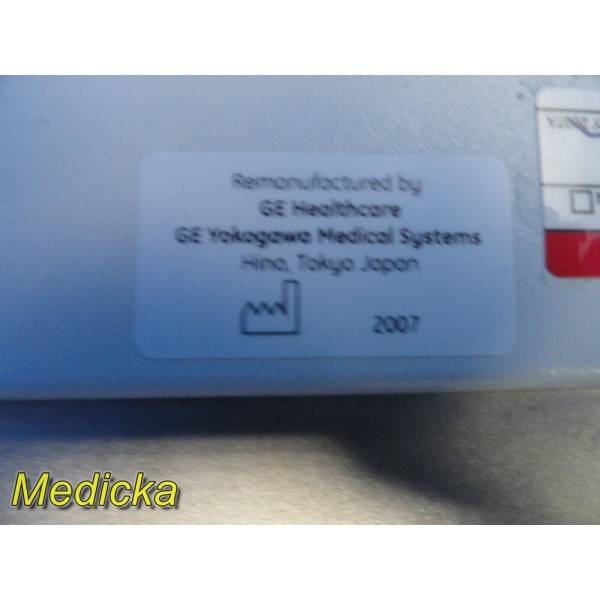 Remanufactured by
GE Healthcare
GE Yokogawa Medical Systems
Hino, Tokyo Japan
2007
Medicka